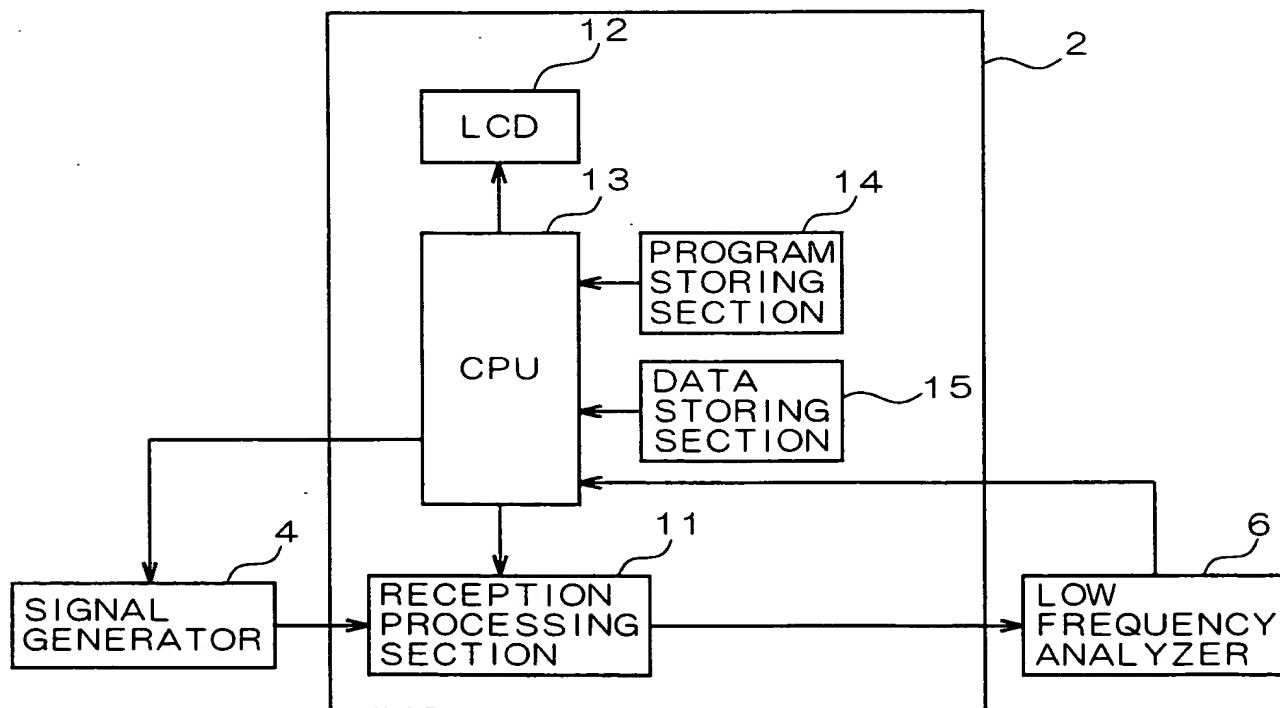 12
2
LCD
13
14
PROGRAM
STORING
SECTION
CPU
DATA
STORING
SECTION
15
4
11
6
SIGNAL
GENERATOR
RECEPTION
PROCESSING
SECTION
LOW
FREQUENCY
ANALYZER